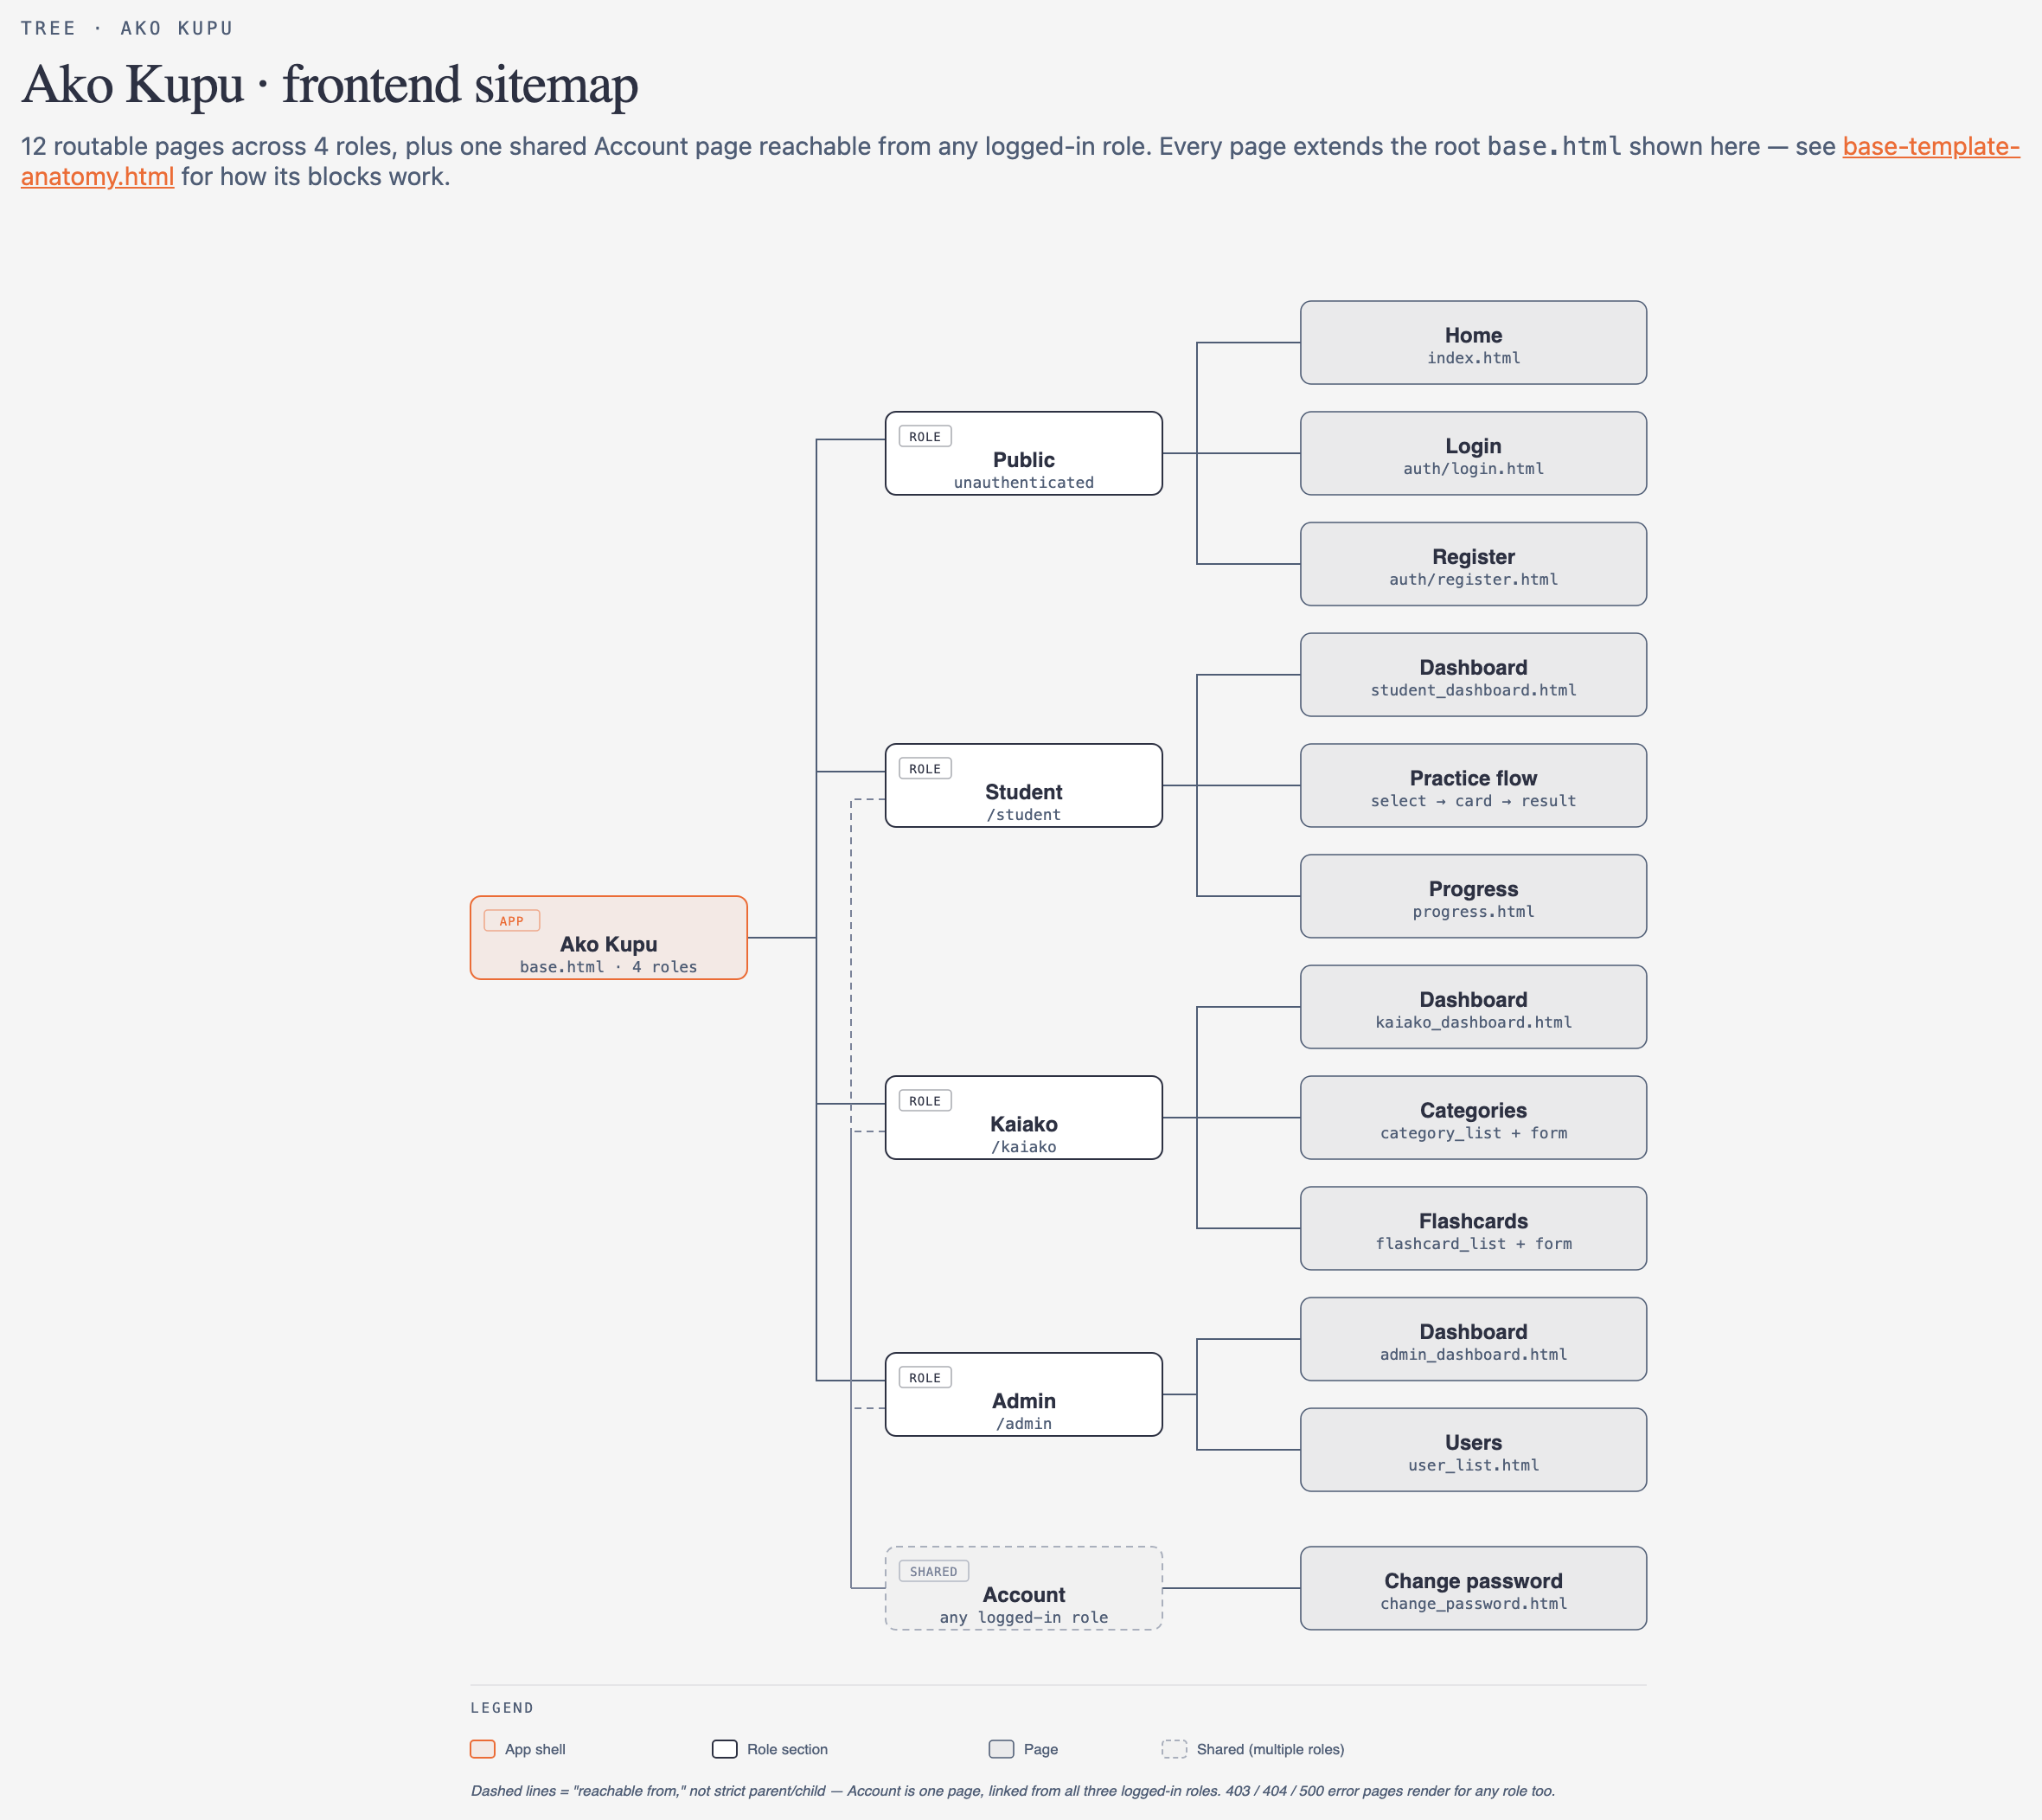 TREE · AKO KUPU
Ako Kupu · frontend sitemap
12 routable pages across 4 roles, plus one shared Account page reachable from any logged-in role. Every page extends the root base.html shown here — see base-template-
anatomy.html for how its blocks work.
Home
index.html
ROLE
Public
unauthenticated
Login
auth/login.html
Register
auth/register.html
Dashboard
student_dashboard.html
ROLE
Student
/student
Practice flow
select → card → result
Progress
progress.html
APP
Ako Kupu
base.html · 4 roles
Dashboard
kaiako_dashboard.html
ROLE
Kaiako
/kaiako
Categories
category_list + form
Flashcards
flashcard_list + form
Dashboard
admin_dashboard.html
ROLE
Admin
/admin
Users
user_list.html
SHARED
Account
any logged-in role
Change password
change_password.html
LEGEND
App shell
Role section
Page
Shared (multiple roles)
Dashed lines = "reachable from," not strict parent/child — Account is one page, linked from all three logged-in roles. 403 / 404 / 500 error pages render for any role too.